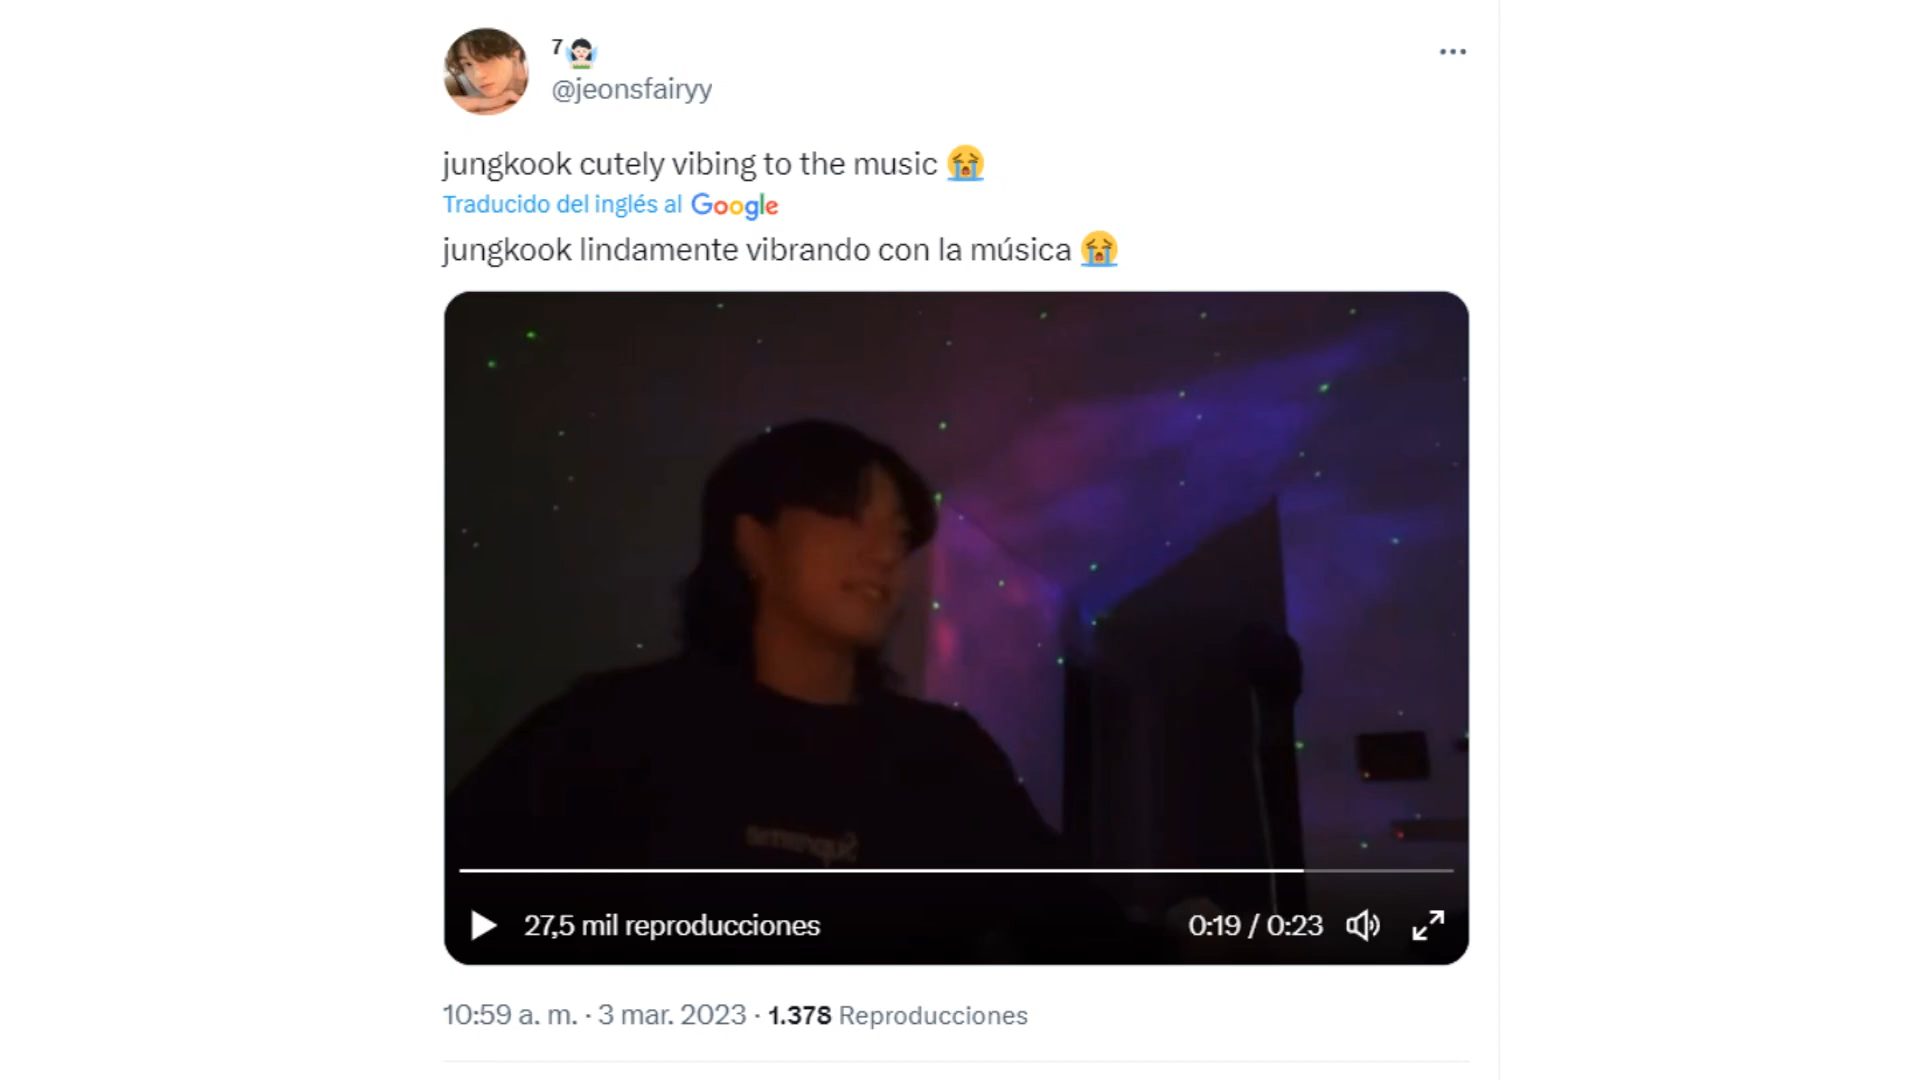 7
@jeonsfairyy
jungkook cutely vibing to the music 😭
Traducido del inglés al Google
jungkook lindamente vibrando con la música 😭
Supreme
27,5 mil reproducciones
0:19 / 0:23
10:59 a. m. · 3 mar. 2023 · 1.378 Reproducciones